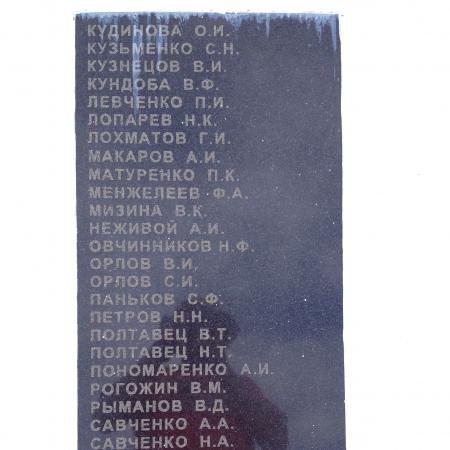 КУДИНОВА О.И.
КУЗЬМЕНКО С.Н.
КУЗНЕЦОВ В.И.
КУНДОБА В.Ф.
ЛЕВЧЕНКО П.И.
ЛОПАРЕВ Н.К.
ЛОХМАТОВ Г.И.
МАКАРОВ А.И.
МАТУРЕНКО П.К.
МЕНЖЕЛЕЕВ Ф.А.
МИЗИНА В.К.
НЕЖИВОЙ А.И.
ОВЧИННИКОВ Н.Ф.
ОРЛОВ В.И.
ОРЛОВ С.И.
ПАНЬКОВ С.Ф.
ПЕТРОВ Н.Н.
ПОЛТАВЕЦ В.Т.
ПОЛТАВЕЦ Н.Т.
ПОНОМАРЕНКО А.И.
РОГОЖИН В.М.
РЫМАНОВ В.Д.
САВЧЕНКО А.А.
САВЧЕНКО Н.А.